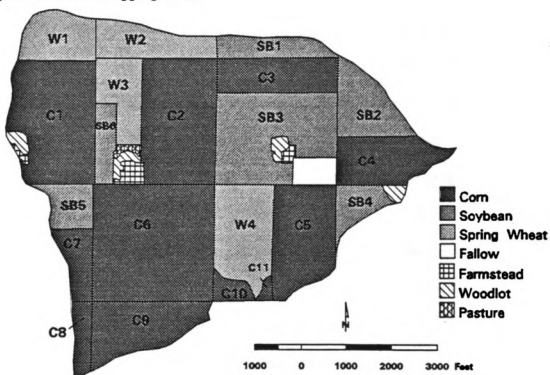 W1
W2
SB1
W3
C3
C1
C2
SB6
SB3
SB2
C4
SB5
C6
W4
C5
SB4
C7
C11
C10
C8
C9
Corn
Soybean
Spring Wheat
Fallow
Farmstead
Woodlot
Pasture
N
1000 0 1000 2000 3000 Feet